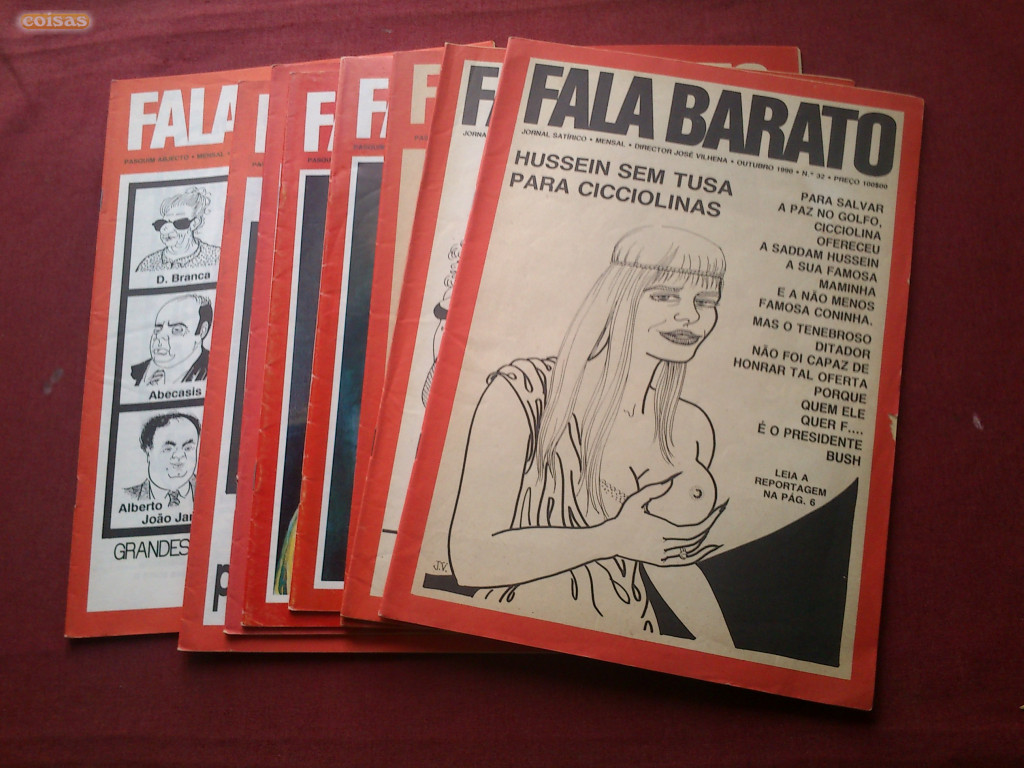 coisas
FALA
PASQUIM ABJECTO • MENSAL
D. Branca
Abecasis
Alberto
João Jar
GRANDES
FALA BARATO
JORNAL SATÍRICO • MENSAL • DIRECTOR JOSÉ VILHENA • OUTUBRO 1990 • N.º 32 • PREÇO 100$00
HUSSEIN SEM TUSA
PARA CICCIOLINAS
PARA SALVAR
A PAZ NO GOLFO,
CICCIOLINA
OFERECEU
A SADDAM HUSSEIN
A SUA FAMOSA
MAMINHA
E A NÃO MENOS
FAMOSA CONINHA.
MAS O TENEBROSO
DITADOR
NÃO FOI CAPAZ DE
HONRAR TAL OFERTA
PORQUE
QUEM ELE
QUER F....
É O PRESIDENTE
BUSH
LEIA A
REPORTAGEM
NA PÁG. 6
J.V.